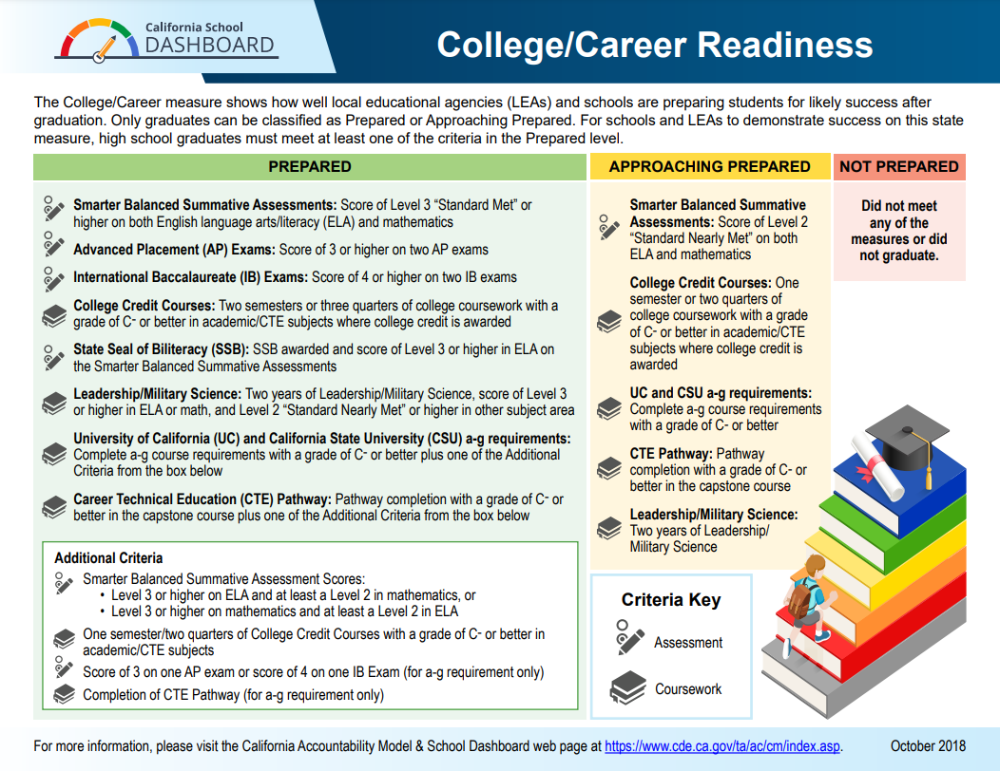 California School
DASHBOARD
College/Career Readiness
The College/Career measure shows how well local educational agencies (LEAs) and schools are preparing students for likely success after
graduation. Only graduates can be classified as Prepared or Approaching Prepared. For schools and LEAs to demonstrate success on this state
measure, high school graduates must meet at least one of the criteria in the Prepared level.
PREPARED
Smarter Balanced Summative Assessments: Score of Level 3 “Standard Met” or
higher on both English language arts/literacy (ELA) and mathematics
Advanced Placement (AP) Exams: Score of 3 or higher on two AP exams
International Baccalaureate (IB) Exams: Score of 4 or higher on two IB exams
College Credit Courses: Two semesters or three quarters of college coursework with a
grade of C- or better in academic/CTE subjects where college credit is awarded
State Seal of Biliteracy (SSB): SSB awarded and score of Level 3 or higher in ELA on
the Smarter Balanced Summative Assessments
Leadership/Military Science: Two years of Leadership/Military Science, score of Level 3
or higher in ELA or math, and Level 2 “Standard Nearly Met” or higher in other subject area
University of California (UC) and California State University (CSU) a-g requirements:
Complete a-g course requirements with a grade of C- or better plus one of the Additional
Criteria from the box below
Career Technical Education (CTE) Pathway: Pathway completion with a grade of C- or
better in the capstone course plus one of the Additional Criteria from the box below
Additional Criteria
Smarter Balanced Summative Assessment Scores:
• Level 3 or higher on ELA and at least a Level 2 in mathematics, or
• Level 3 or higher on mathematics and at least a Level 2 in ELA
One semester/two quarters of College Credit Courses with a grade of C- or better in
academic/CTE subjects
Score of 3 on one AP exam or score of 4 on one IB Exam (for a-g requirement only)
Completion of CTE Pathway (for a-g requirement only)
APPROACHING PREPARED
Smarter Balanced Summative
Assessments: Score of Level 2
“Standard Nearly Met” on both
ELA and mathematics
College Credit Courses: One
semester or two quarters of
college coursework with a grade
of C- or better in academic/CTE
subjects where college credit is
awarded
UC and CSU a-g requirements:
Complete a-g course requirements
with a grade of C- or better
CTE Pathway: Pathway
completion with a grade of C- or
better in the capstone course
Leadership/Military Science:
Two years of Leadership/
Military Science
NOT PREPARED
Did not meet
any of the
measures or did
not graduate.
Criteria Key
Assessment
Coursework
For more information, please visit the California Accountability Model & School Dashboard web page at https://www.cde.ca.gov/ta/ac/cm/index.asp.
October 2018